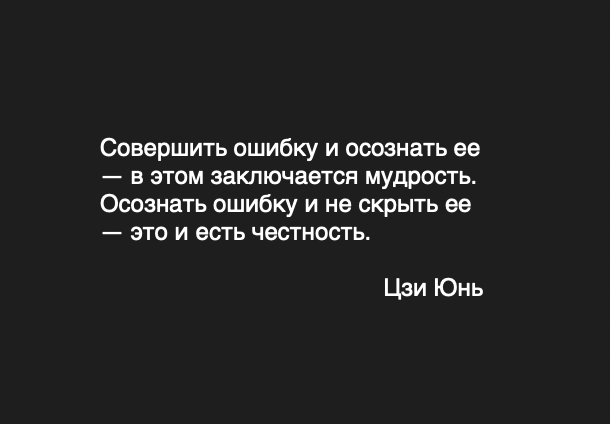 Совершить ошибку и осознать ее
— в этом заключается мудрость.
Осознать ошибку и не скрыть ее
— это и есть честность.
Цзи Юнь